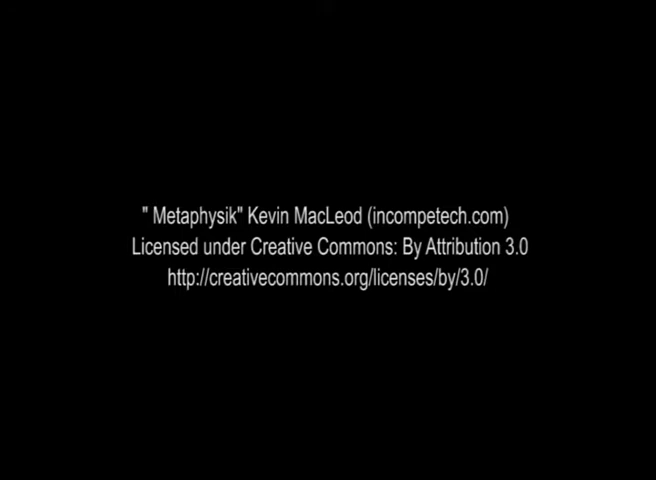 " Metaphysik" Kevin MacLeod (incompetech.com)
Licensed under Creative Commons: By Attribution 3.0
http://creativecommons.org/licenses/by/3.0/